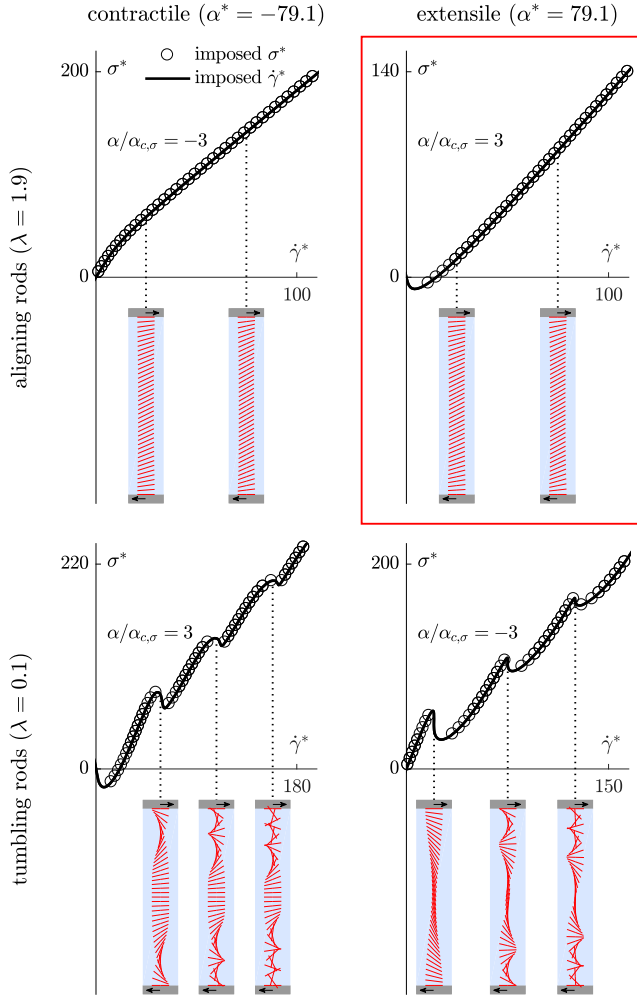 contractile (α* = −79.1)
extensile (α* = 79.1)
aligning rods (λ = 1.9)
200
σ*
imposed σ*
imposed γ̇*
α/α_{c,σ} = −3
γ̇*
0
100
140
σ*
α/α_{c,σ} = 3
γ̇*
0
100
tumbling rods (λ = 0.1)
220
σ*
α/α_{c,σ} = 3
γ̇*
0
180
200
σ*
α/α_{c,σ} = −3
γ̇*
0
150